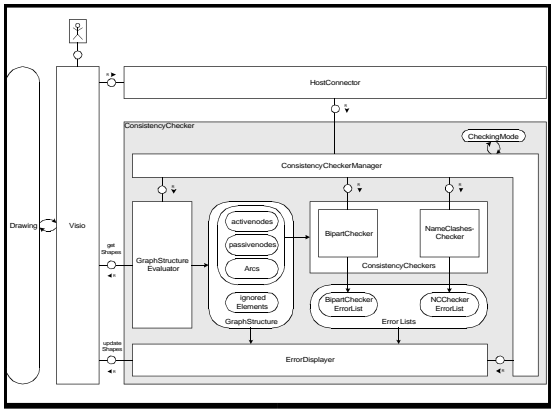 R
HostConnector
R
ConsistencyChecker
CheckingMode
ConsistencyCheckerManager
R
R
R
Drawing
Visio
get
Shapes
R
GraphStructure
Evaluator
activenodes
passivenodes
Arcs
ignored
Elements
GraphStructure
BipartChecker
NameClashes-
Checker
ConsistencyCheckers
BipartChecker
ErrorList
NCChecker
ErrorList
Error Lists
update
Shapes
R
ErrorDisplayer
R